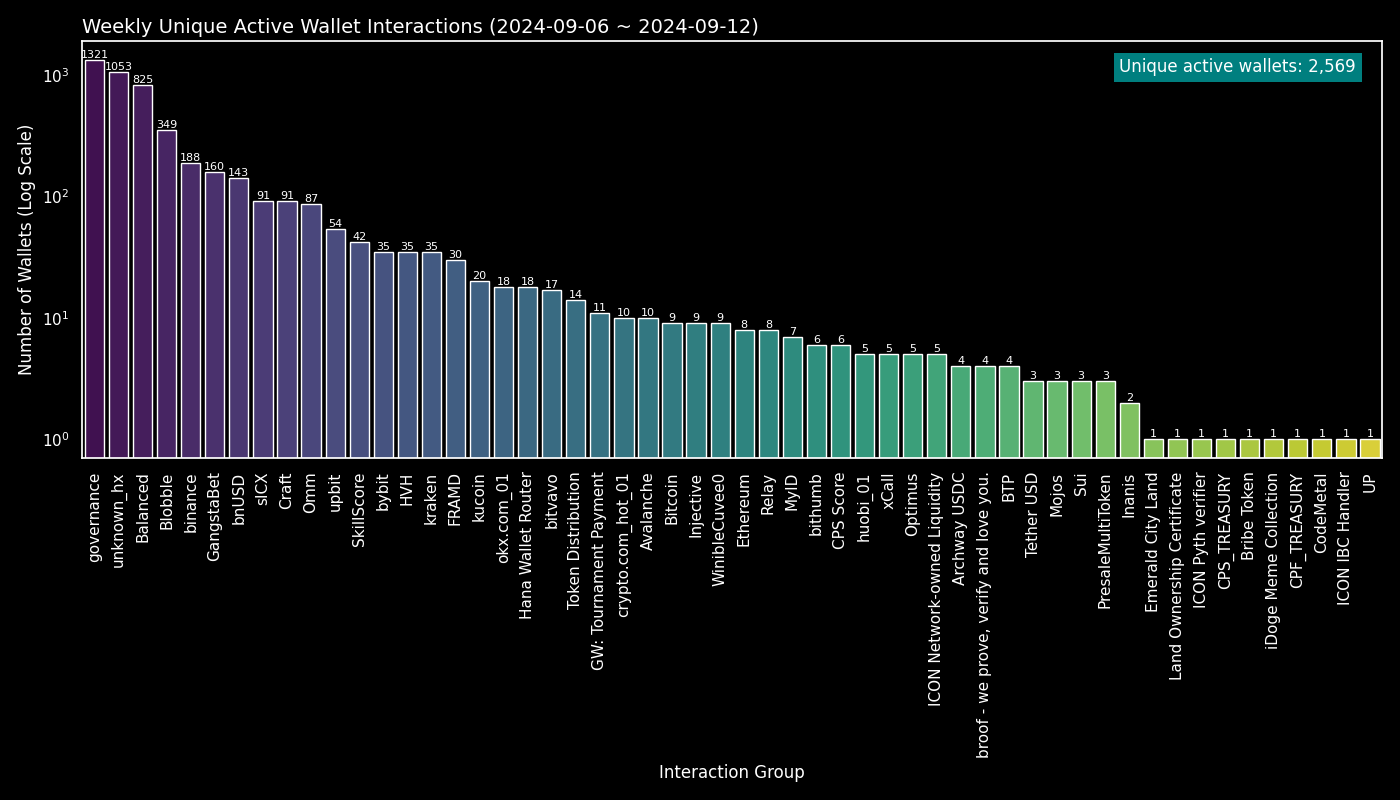 Weekly Unique Active Wallet Interactions (2024-09-06 ~ 2024-09-12)
Unique active wallets: 2,569
Number of Wallets (Log Scale)
10³
10²
10¹
10⁰
1321
1053
825
349
188
160
143
91
91
87
54
42
35
35
35
30
20
18
18
17
14
11
10
10
9
9
9
8
8
7
6
6
5
5
5
5
4
4
4
3
3
3
3
2
1
1
1
1
1
1
1
1
1
1
governance
unknown_hx
Balanced
Blobble
binance
GangstaBet
bnUSD
sICX
Craft
Omm
upbit
SkillScore
bybit
HVH
kraken
FRAMD
kucoin
okx.com_01
Hana Wallet Router
bitvavo
Token Distribution
GW: Tournament Payment
crypto.com_hot_01
Avalanche
Bitcoin
Injective
WinibleCuvee0
Ethereum
Relay
MyID
bithumb
CPS Score
huobi_01
xCall
Optimus
ICON Network-owned Liquidity
Archway USDC
broof - we prove, verify and love you.
BTP
Tether USD
Mojos
Sui
PresaleMultiToken
Inanis
Emerald City Land
Land Ownership Certificate
ICON Pyth verifier
CPS_TREASURY
Bribe Token
iDoge Meme Collection
CPF_TREASURY
CodeMetal
ICON IBC Handler
UP
Interaction Group